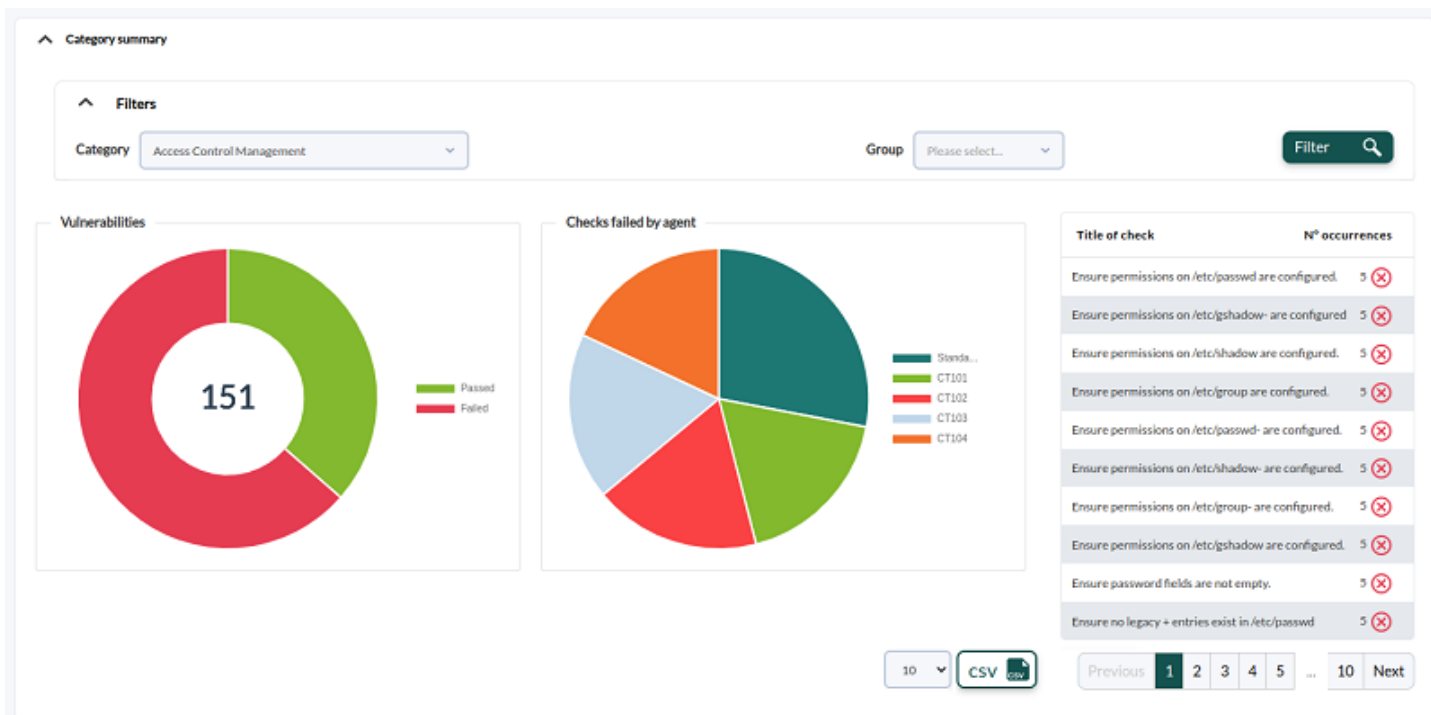 Category summary
Filters
Category Access Control Management Group Please select... Filter
Vulnerabilities
151
Passed
Failed
Checks failed by agent
Standa...
CT101
CT102
CT103
CT104
Title of check Nº occurrences
Ensure permissions on /etc/passwd are configured. 5
Ensure permissions on /etc/gshadow- are configured 5
Ensure permissions on /etc/shadow are configured. 5
Ensure permissions on /etc/group are configured. 5
Ensure permissions on /etc/passwd- are configured. 5
Ensure permissions on /etc/shadow- are configured. 5
Ensure permissions on /etc/group- are configured. 5
Ensure permissions on /etc/gshadow are configured. 5
Ensure password fields are not empty. 5
Ensure no legacy + entries exist in /etc/passwd 5
10 CSV CSV Previous 1 2 3 4 5 ... 10 Next